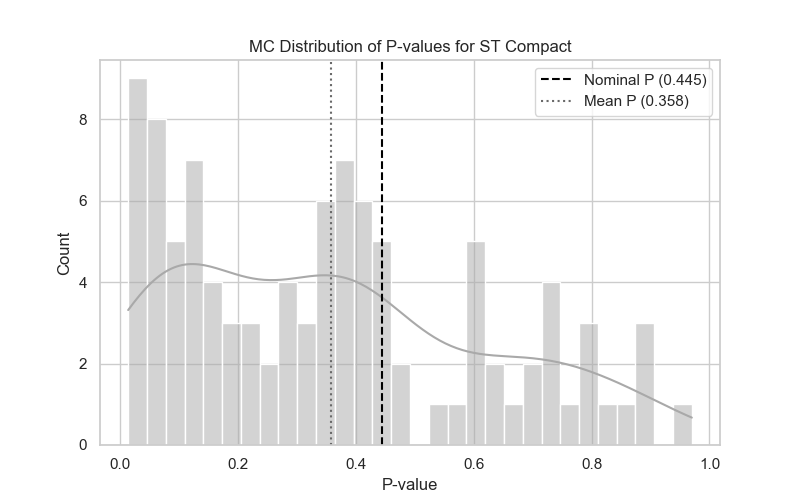 MC Distribution of P-values for ST Compact
Nominal P (0.445)
Mean P (0.358)
Count
8
6
4
2
0
0.0 0.2 0.4 0.6 0.8 1.0
P-value